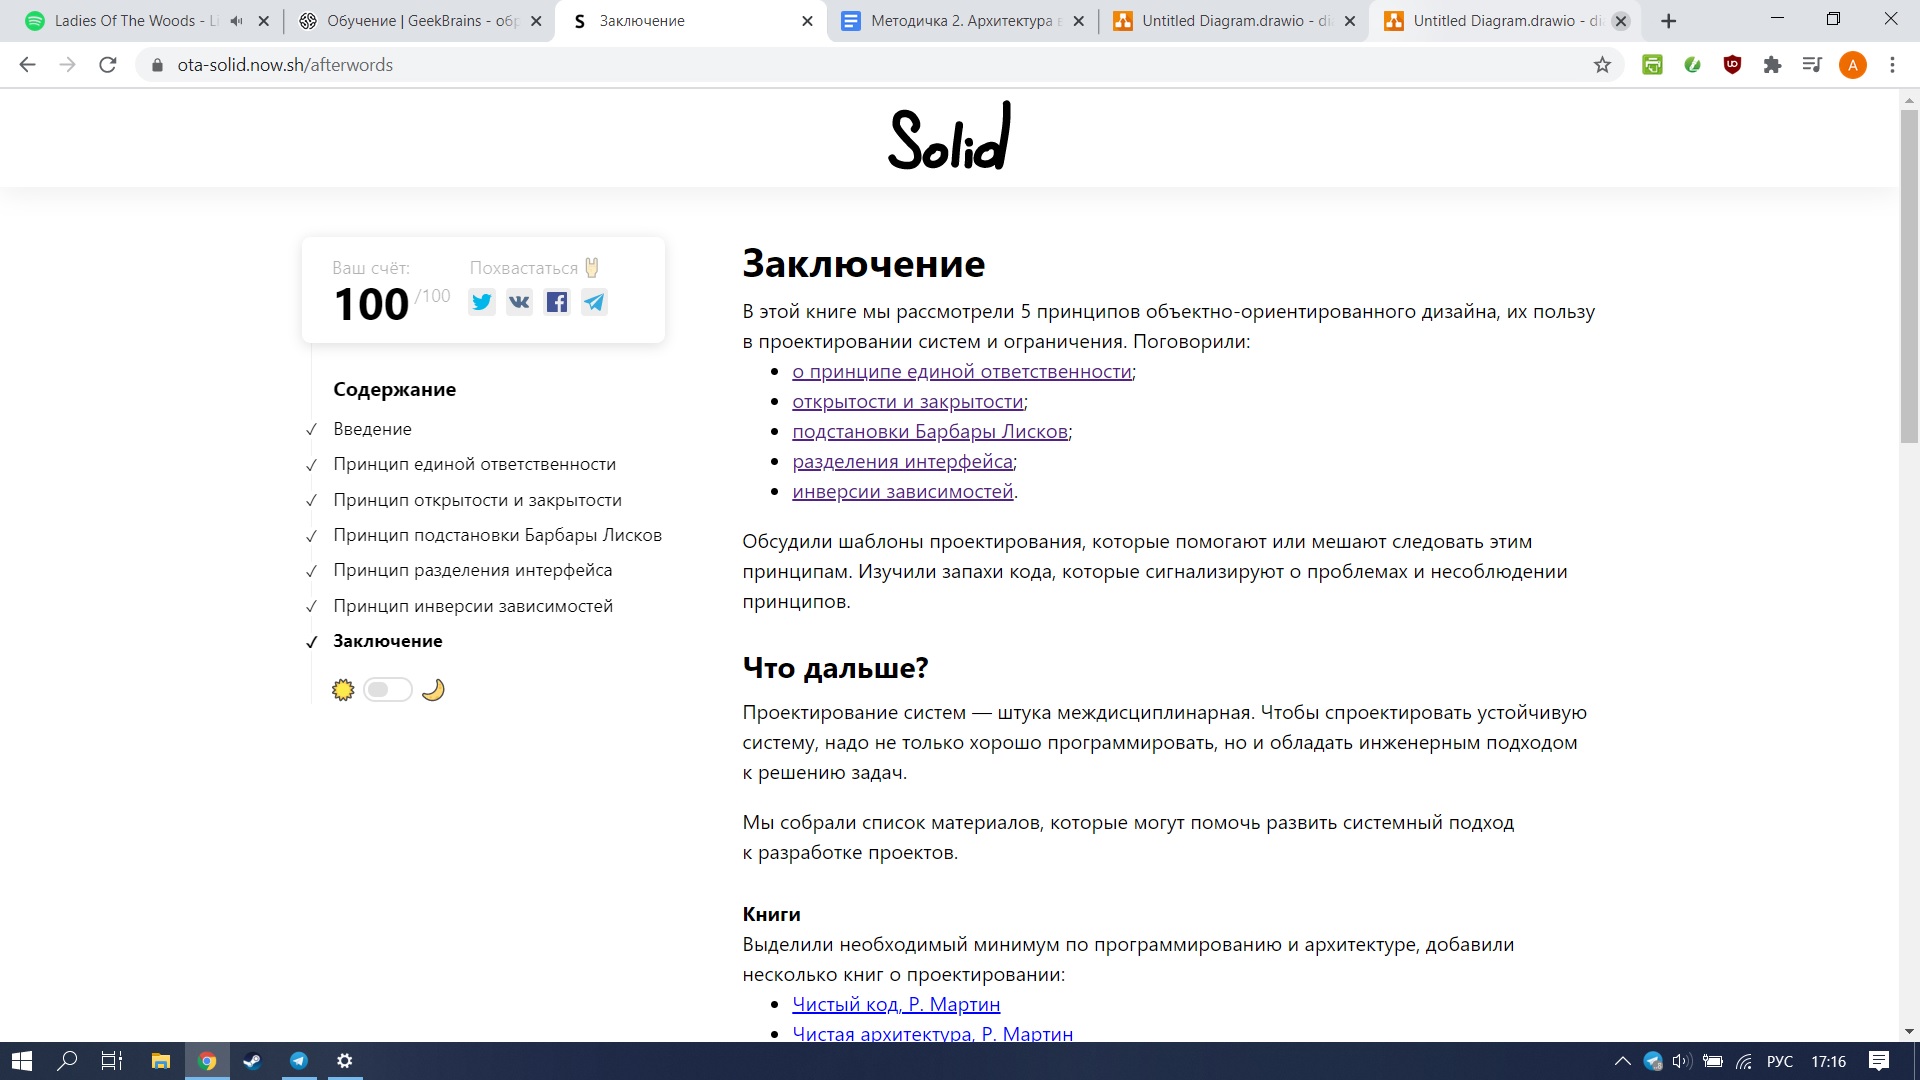 Ladies Of The Woods - Li
Обучение | GeekBrains - обр
Заключение
Методичка 2. Архитектура в
Untitled Diagram.drawio - di
Untitled Diagram.drawio - di
ota-solid.now.sh/afterwords
A
Solid
Ваш счёт:
100 /100
Похвастаться
Содержание
✓ Введение
✓ Принцип единой ответственности
✓ Принцип открытости и закрытости
✓ Принцип подстановки Барбары Лисков
✓ Принцип разделения интерфейса
✓ Принцип инверсии зависимостей
✓ Заключение
Заключение
В этой книге мы рассмотрели 5 принципов объектно-ориентированного дизайна, их пользу
в проектировании систем и ограничения. Поговорили:
• о принципе единой ответственности;
• открытости и закрытости;
• подстановки Барбары Лисков;
• разделения интерфейса;
• инверсии зависимостей.
Обсудили шаблоны проектирования, которые помогают или мешают следовать этим
принципам. Изучили запахи кода, которые сигнализируют о проблемах и несоблюдении
принципов.
Что дальше?
Проектирование систем — штука междисциплинарная. Чтобы спроектировать устойчивую
систему, надо не только хорошо программировать, но и обладать инженерным подходом
к решению задач.
Мы собрали список материалов, которые могут помочь развить системный подход
к разработке проектов.
Книги
Выделили необходимый минимум по программированию и архитектуре, добавили
несколько книг о проектировании:
• Чистый код, Р. Мартин
• Чистая архитектура, Р. Мартин
РУС
17:16